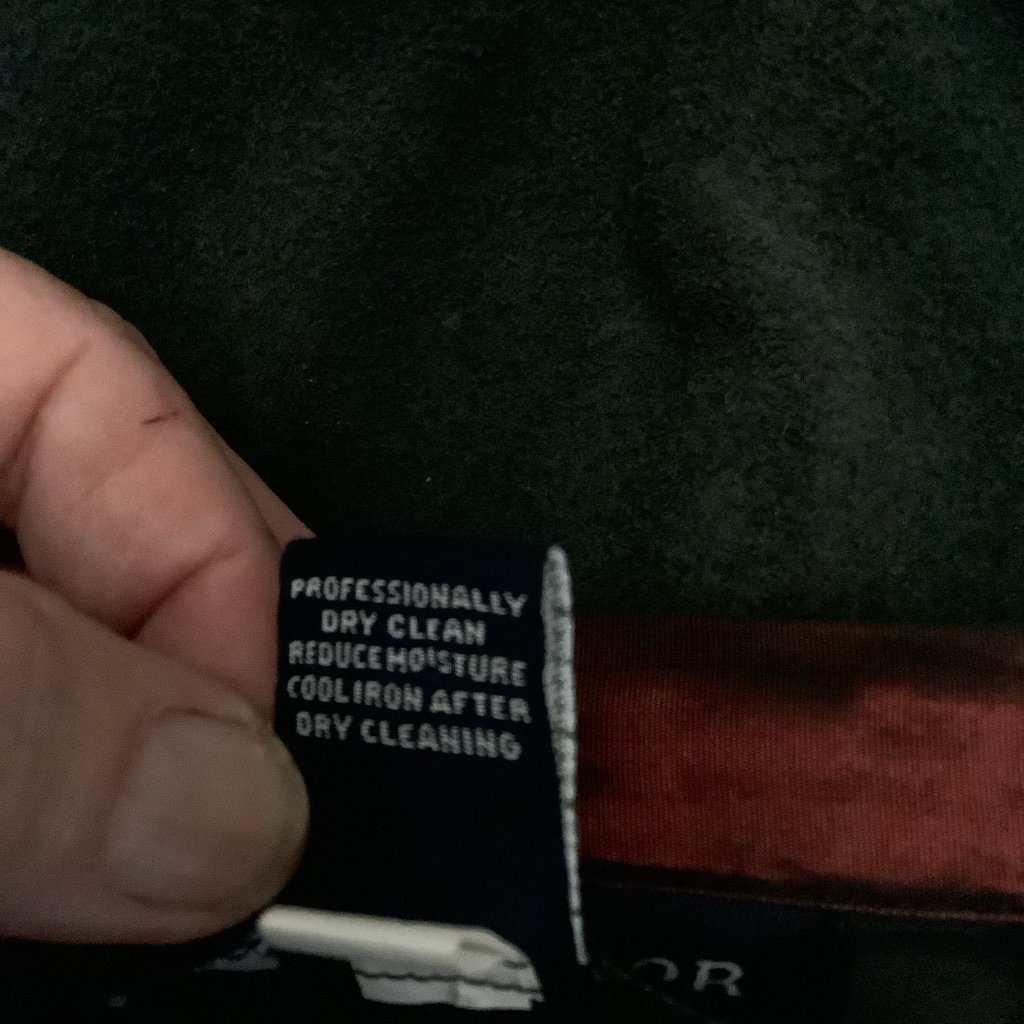 PROFESSIONALLY
DRY CLEAN
REDUCE MOISTURE
COOL IRON AFTER
DRY CLEANING